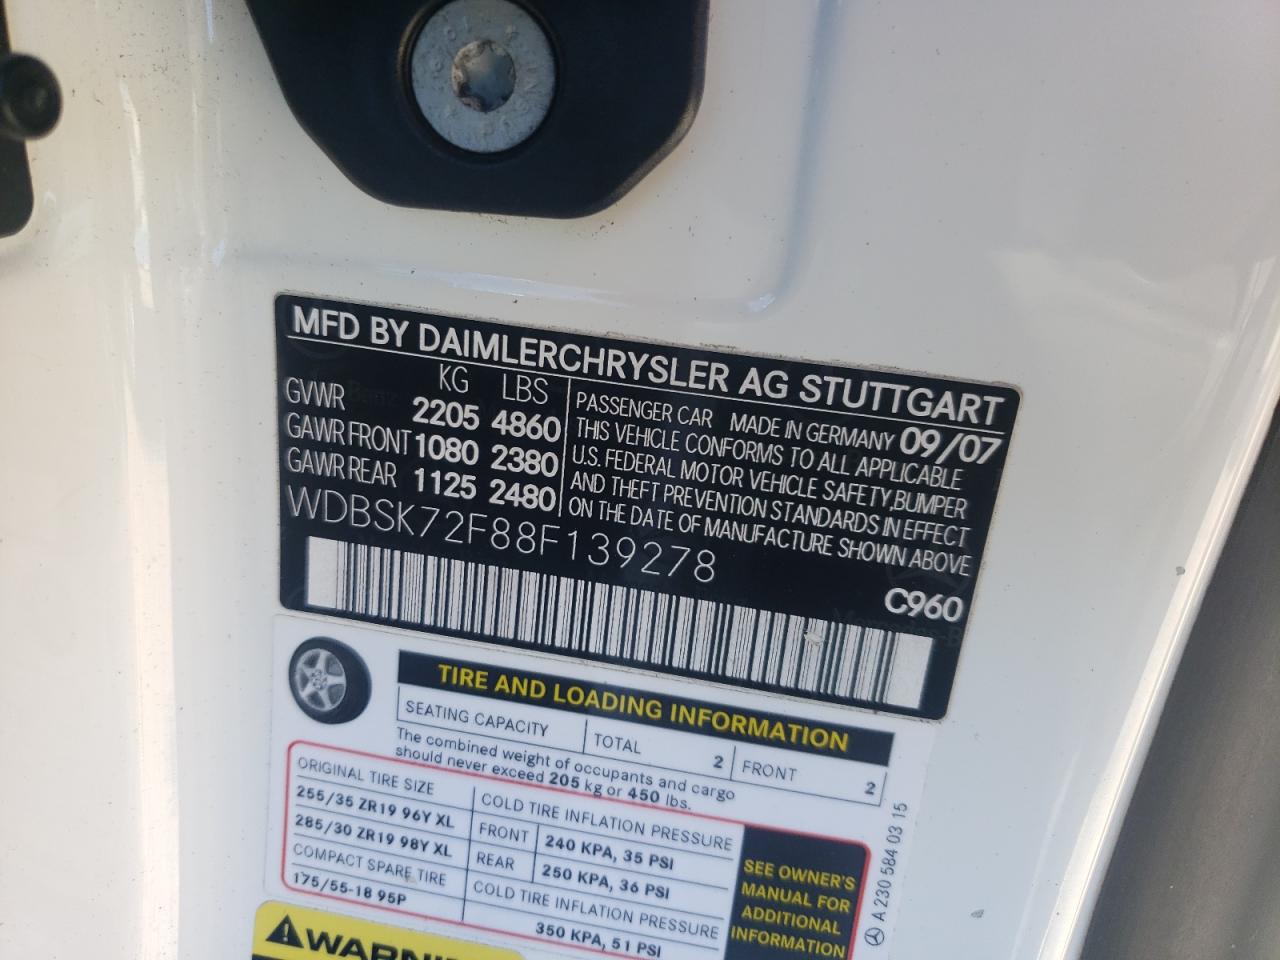 MFD BY DAIMLERCHRYSLER AG STUTTGART
KG LBS
GVWR 2205 4860
GAWR FRONT 1080 2380
GAWR REAR 1125 2480
PASSENGER CAR MADE IN GERMANY 09/07
THIS VEHICLE CONFORMS TO ALL APPLICABLE
U.S. FEDERAL MOTOR VEHICLE SAFETY,BUMPER
AND THEFT PREVENTION STANDARDS IN EFFECT
ON THE DATE OF MANUFACTURE SHOWN ABOVE
WDBSK72F88F139278
C960
TIRE AND LOADING INFORMATION
SEATING CAPACITY TOTAL 2 FRONT 2
The combined weight of occupants and cargo
should never exceed 205 kg or 450 lbs.
ORIGINAL TIRE SIZE
255/35 ZR19 96Y XL
285/30 ZR19 98Y XL
COMPACT SPARE TIRE
175/55-18 95P
COLD TIRE INFLATION PRESSURE
FRONT 240 KPA, 35 PSI
REAR 250 KPA, 36 PSI
COLD TIRE INFLATION PRESSURE
350 KPA, 51 PSI
SEE OWNER'S
MANUAL FOR
ADDITIONAL
INFORMATION
A 230 584 03 15